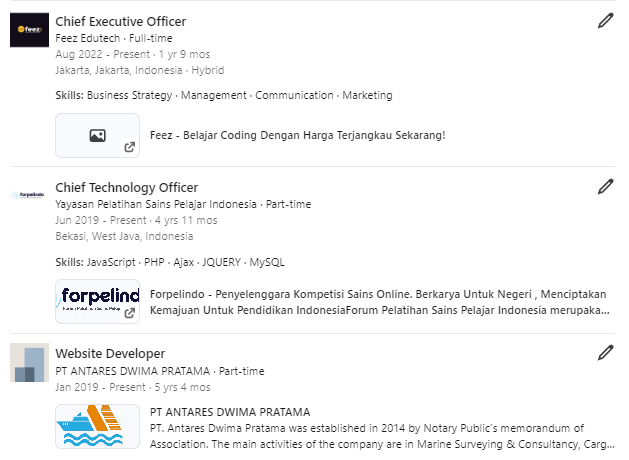 feez
Chief Executive Officer
Feez Edutech · Full-time
Aug 2022 - Present · 1 yr 9 mos
Jakarta, Jakarta, Indonesia · Hybrid
Skills: Business Strategy · Management · Communication · Marketing
Feez - Belajar Coding Dengan Harga Terjangkau Sekarang!
forpelindo
Chief Technology Officer
Yayasan Pelatihan Sains Pelajar Indonesia · Part-time
Jun 2019 - Present · 4 yrs 11 mos
Bekasi, West Java, Indonesia
Skills: JavaScript · PHP · Ajax · JQUERY · MySQL
forpelind
Forpelindo - Penyelenggara Kompetisi Sains Online. Berkarya Untuk Negeri , Menciptakan
Kemajuan Untuk Pendidikan IndonesiaForum Pelatihan Sains Pelajar Indonesia merupaka...
Website Developer
PT ANTARES DWIMA PRATAMA · Part-time
Jan 2019 - Present · 5 yrs 4 mos
PT ANTARES DWIMA PRATAMA
PT. Antares Dwima Pratama was established in 2014 by Notary Public's memorandum of
Association. The main activities of the company are in Marine Surveying & Consultancy, Carg...